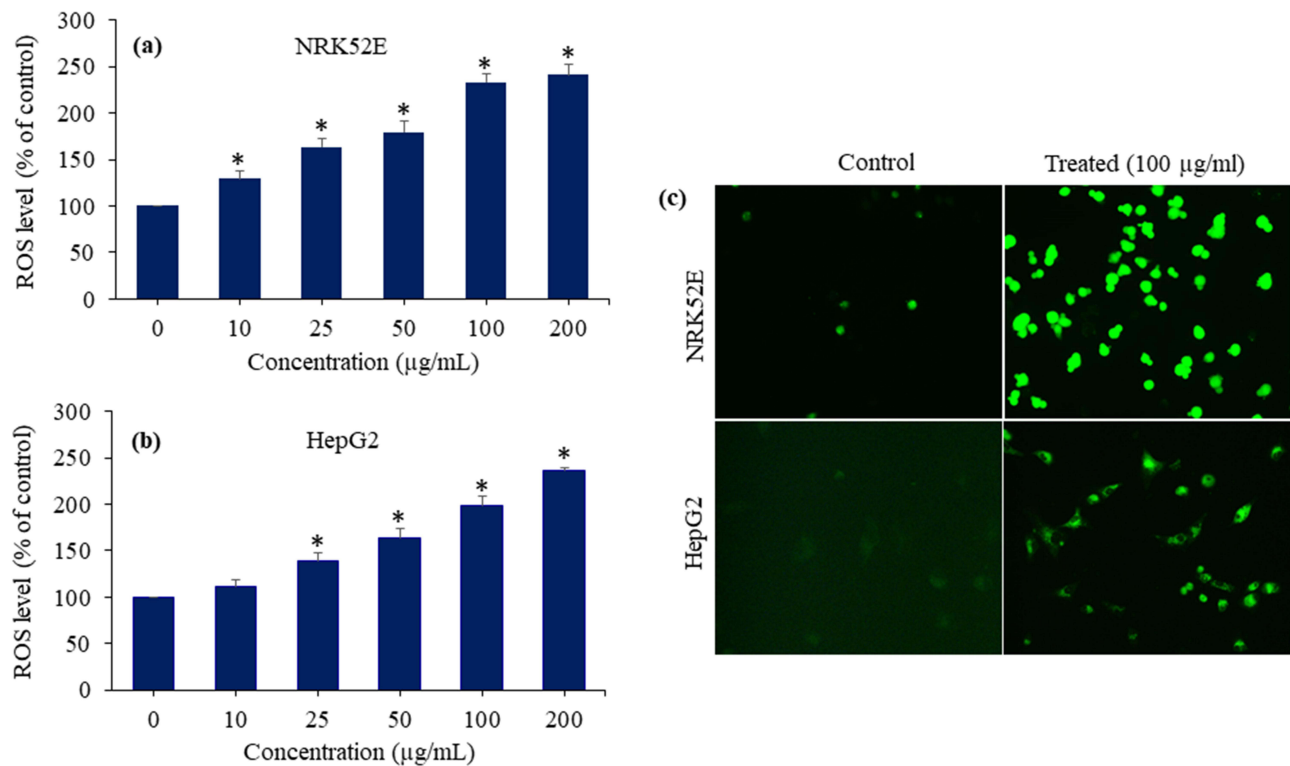 (a) NRK52E
ROS level (% of control)
300
250
200
150
100
50
0
* * * * *
0 10 25 50 100 200
Concentration (µg/mL)
(b) HepG2
ROS level (% of control)
300
250
200
150
100
50
0
* * * *
0 10 25 50 100 200
Concentration (µg/mL)
(c)
Control Treated (100 µg/ml)
NRK52E
HepG2